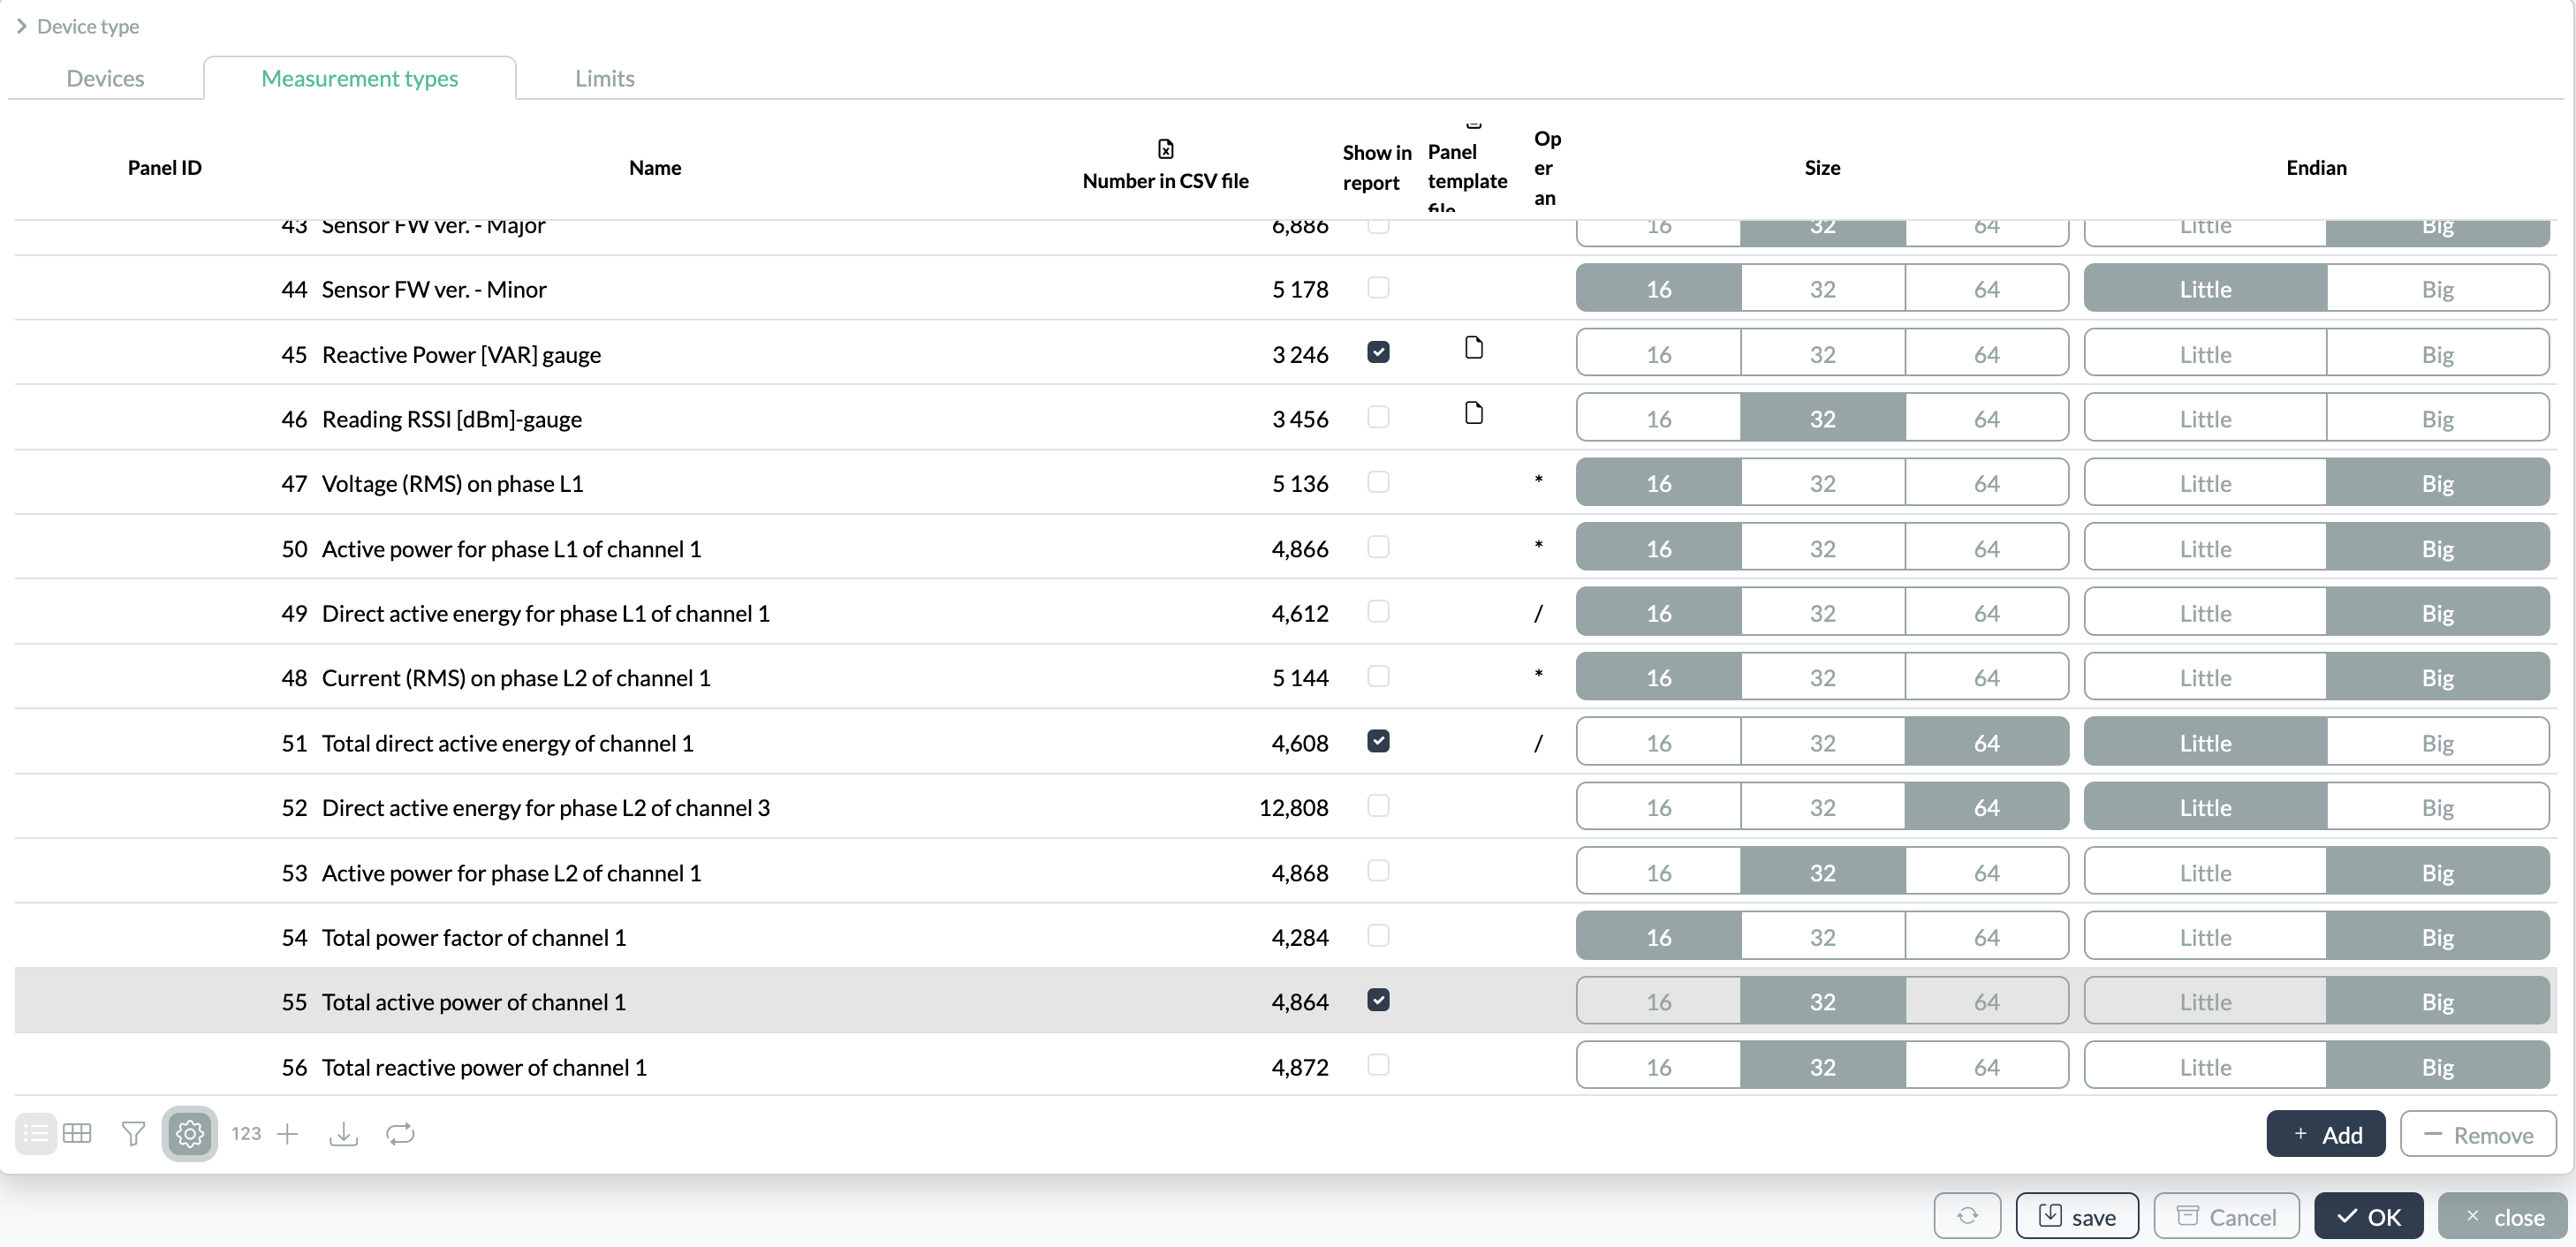 Device type
Devices Measurement types Limits
Panel ID Name Number in CSV file Show in report Panel template file Op er an Size Endian
43 Sensor FW ver. - Major 6,886 16 32 64 Little Big
44 Sensor FW ver. - Minor 5 178 16 32 64 Little Big
45 Reactive Power [VAR] gauge 3 246 16 32 64 Little Big
46 Reading RSSI [dBm]-gauge 3 456 16 32 64 Little Big
47 Voltage (RMS) on phase L1 5 136 * 16 32 64 Little Big
50 Active power for phase L1 of channel 1 4,866 * 16 32 64 Little Big
49 Direct active energy for phase L1 of channel 1 4,612 / 16 32 64 Little Big
48 Current (RMS) on phase L2 of channel 1 5 144 * 16 32 64 Little Big
51 Total direct active energy of channel 1 4,608 / 16 32 64 Little Big
52 Direct active energy for phase L2 of channel 3 12,808 16 32 64 Little Big
53 Active power for phase L2 of channel 1 4,868 16 32 64 Little Big
54 Total power factor of channel 1 4,284 16 32 64 Little Big
55 Total active power of channel 1 4,864 16 32 64 Little Big
56 Total reactive power of channel 1 4,872 16 32 64 Little Big
123 + Add Remove
save Cancel OK close